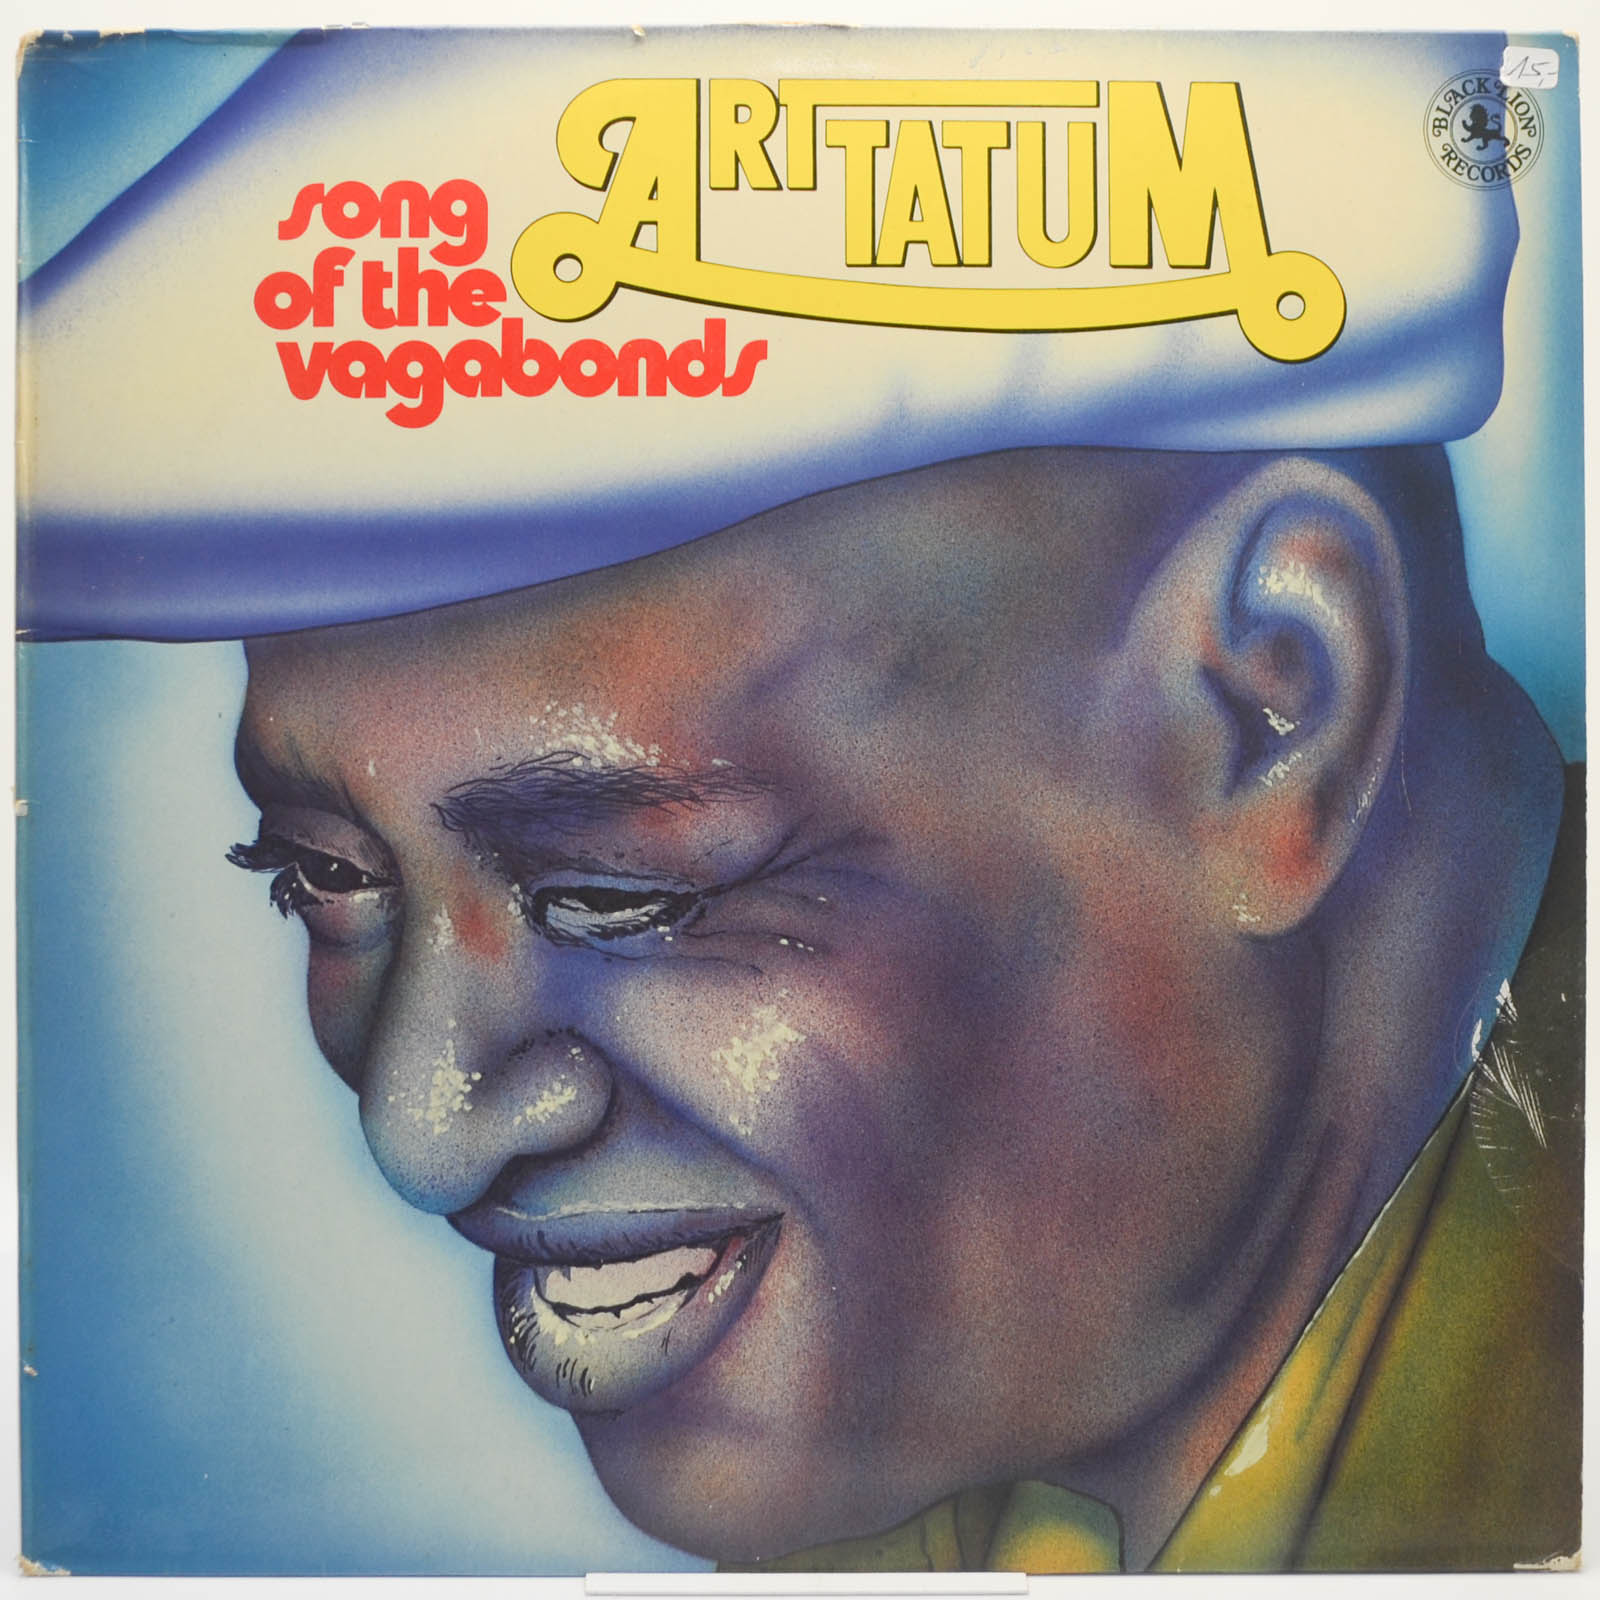 ART TATUM
song
of the
vagabonds
BLACK LION
RECORDS
15,-